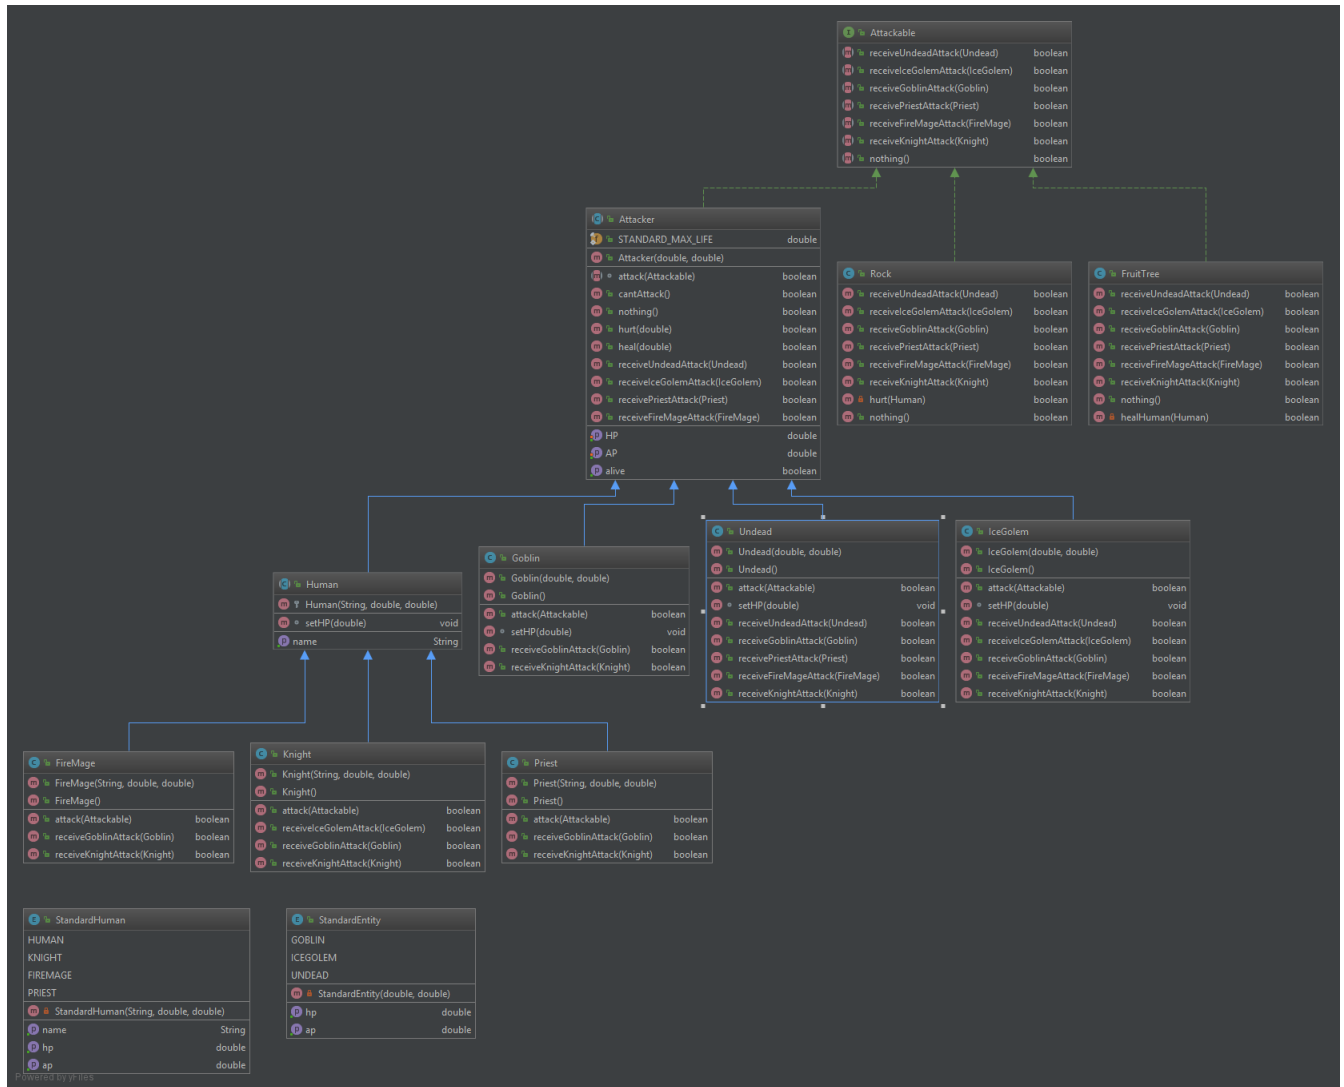 Attackable
receiveUndeadAttack(Undead) boolean
receiveIceGolemAttack(IceGolem) boolean
receiveGoblinAttack(Goblin) boolean
receivePriestAttack(Priest) boolean
receiveFireMageAttack(FireMage) boolean
receiveKnightAttack(Knight) boolean
nothing() boolean
Attacker
STANDARD_MAX_LIFE double
Attacker(double, double)
attack(Attackable) boolean
cantAttack() boolean
nothing() boolean
hurt(double) boolean
heal(double) boolean
receiveUndeadAttack(Undead) boolean
receiveIceGolemAttack(IceGolem) boolean
receivePriestAttack(Priest) boolean
receiveFireMageAttack(FireMage) boolean
HP double
AP double
alive boolean
Rock
receiveUndeadAttack(Undead) boolean
receiveIceGolemAttack(IceGolem) boolean
receiveGoblinAttack(Goblin) boolean
receivePriestAttack(Priest) boolean
receiveFireMageAttack(FireMage) boolean
receiveKnightAttack(Knight) boolean
hurt(Human) boolean
nothing() boolean
FruitTree
receiveUndeadAttack(Undead) boolean
receiveIceGolemAttack(IceGolem) boolean
receiveGoblinAttack(Goblin) boolean
receivePriestAttack(Priest) boolean
receiveFireMageAttack(FireMage) boolean
receiveKnightAttack(Knight) boolean
nothing() boolean
healHuman(Human) boolean
Human
Human(String, double, double)
setHP(double) void
name String
Goblin
Goblin(double, double)
Goblin()
attack(Attackable) boolean
setHP(double) void
receiveGoblinAttack(Goblin) boolean
receiveKnightAttack(Knight) boolean
Undead
Undead(double, double)
Undead()
attack(Attackable) boolean
setHP(double) void
receiveUndeadAttack(Undead) boolean
receiveGoblinAttack(Goblin) boolean
receivePriestAttack(Priest) boolean
receiveFireMageAttack(FireMage) boolean
receiveKnightAttack(Knight) boolean
IceGolem
IceGolem(double, double)
IceGolem()
attack(Attackable) boolean
setHP(double) void
receiveUndeadAttack(Undead) boolean
receiveIceGolemAttack(IceGolem) boolean
receiveGoblinAttack(Goblin) boolean
receiveFireMageAttack(FireMage) boolean
receiveKnightAttack(Knight) boolean
FireMage
FireMage(String, double, double)
FireMage()
attack(Attackable) boolean
receiveGoblinAttack(Goblin) boolean
receiveKnightAttack(Knight) boolean
Knight
Knight(String, double, double)
Knight()
attack(Attackable) boolean
receiveIceGolemAttack(IceGolem) boolean
receiveGoblinAttack(Goblin) boolean
receiveKnightAttack(Knight) boolean
Priest
Priest(String, double, double)
Priest()
attack(Attackable) boolean
receiveGoblinAttack(Goblin) boolean
receiveKnightAttack(Knight) boolean
StandardHuman
HUMAN
KNIGHT
FIREMAGE
PRIEST
StandardHuman(String, double, double)
name String
hp double
ap double
StandardEntity
GOBLIN
ICEGOLEM
UNDEAD
StandardEntity(double, double)
hp double
ap double
Powered by yFiles